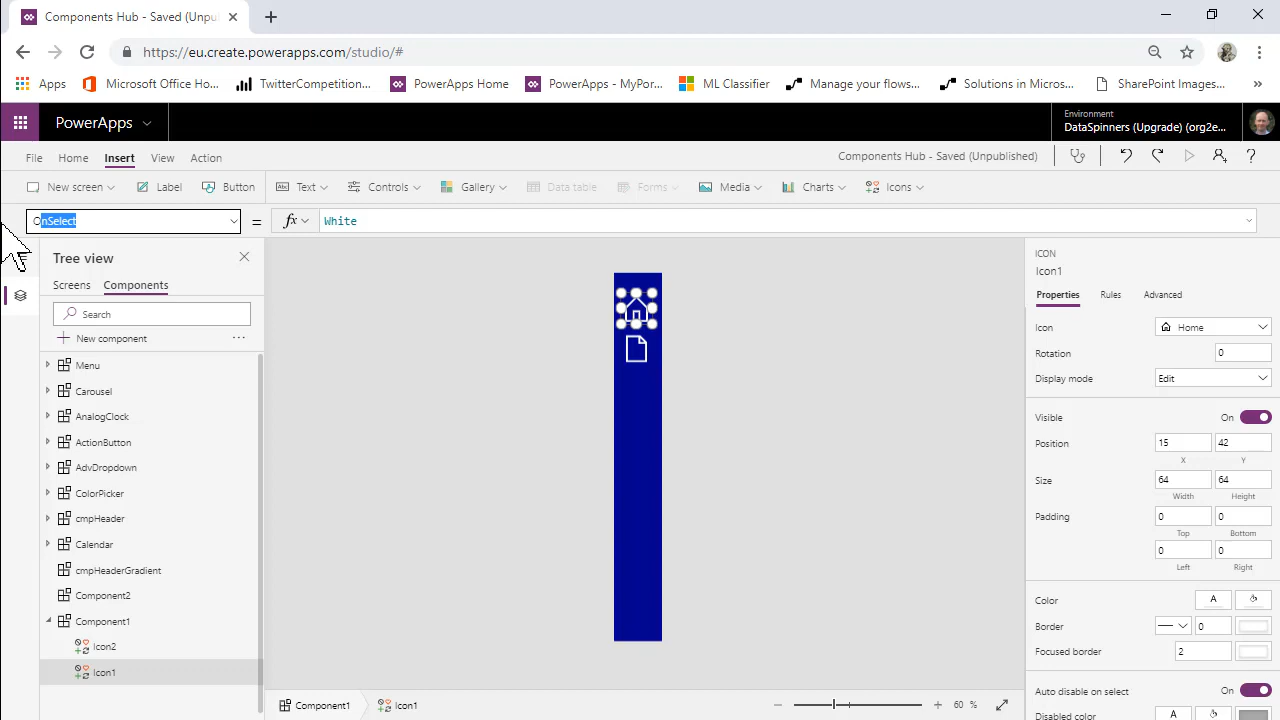 Components Hub - Saved (Unpu
https://eu.create.powerapps.com/studio/#
Apps
Microsoft Office Ho...
TwitterCompetition...
PowerApps Home
PowerApps - MyPor...
ML Classifier
Manage your flows...
Solutions in Micros...
SharePoint Images...
»
PowerApps
Environment
DataSpinners (Upgrade) (org2e...
File
Home
Insert
View
Action
Components Hub - Saved (Unpublished)
New screen
Label
Button
Text
Controls
Gallery
Data table
Forms
Media
Charts
Icons
OnSelect
=
fx
White
Tree view
Screens
Components
Search
New component
Menu
Carousel
AnalogClock
ActionButton
AdvDropdown
ColorPicker
cmpHeader
Calendar
cmpHeaderGradient
Component2
Component1
Icon2
Icon1
Component1
Icon1
60 %
ICON
Icon1
Properties
Rules
Advanced
Icon
Home
Rotation
0
Display mode
Edit
Visible
On
Position
15
42
X
Y
Size
64
64
Width
Height
Padding
0
0
Top
Bottom
0
0
Left
Right
Color
A
Border
0
Focused border
2
Auto disable on select
On
Disabled color
A